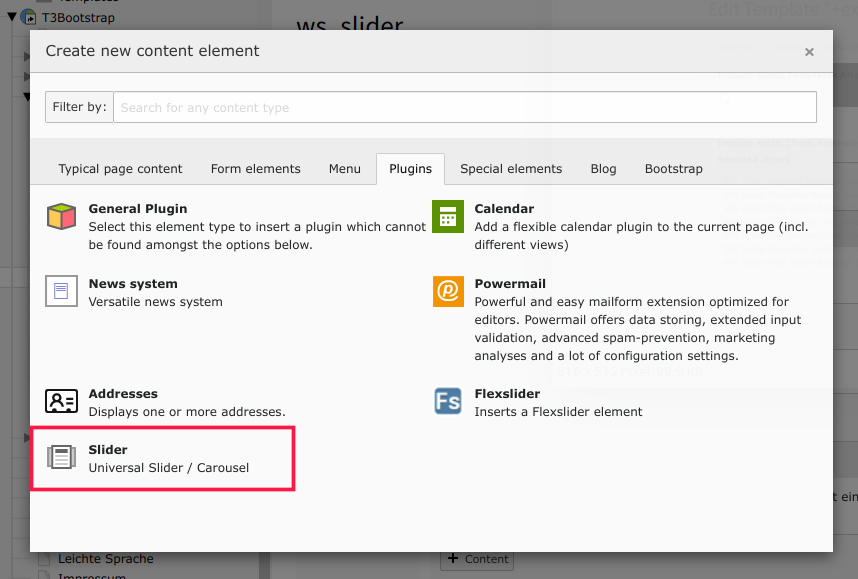 T3Bootstrap
ws_slider
Create new content element
×
Filter by:
Search for any content type
Typical page content
Form elements
Menu
Plugins
Special elements
Blog
Bootstrap
General Plugin
Select this element type to insert a plugin which cannot
be found amongst the options below.
Calendar
Add a flexible calendar plugin to the current page (incl.
different views)
News system
Versatile news system
Powermail
Powerful and easy mailform extension optimized for
editors. Powermail offers data storing, extended input
validation, advanced spam-prevention, marketing
analyses and a lot of configuration settings.
Addresses
Displays one or more addresses.
Fs
Flexslider
Inserts a Flexslider element
Slider
Universal Slider / Carousel
t ein
Leichte Sprache
+ Content
Impressum